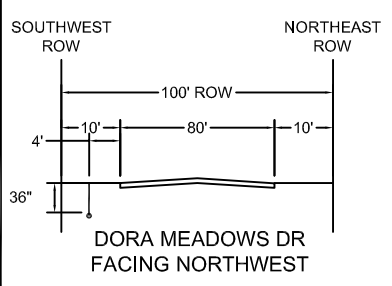 SOUTHWEST
ROW
NORTHEAST
ROW
100' ROW
10'
80'
10'
4'
36"
DORA MEADOWS DR
FACING NORTHWEST